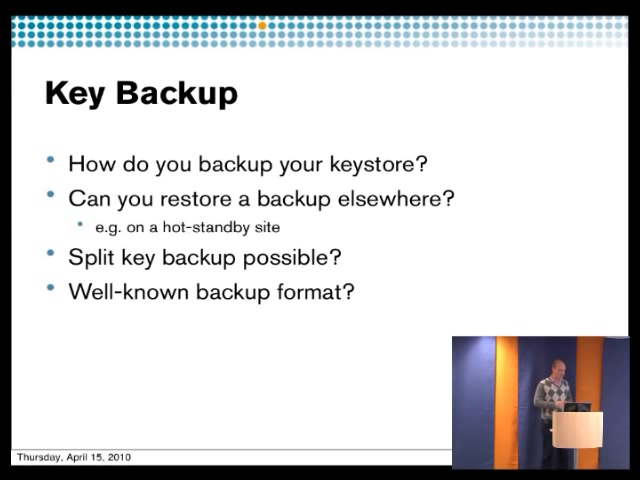 Key Backup
How do you backup your keystore?
Can you restore a backup elsewhere?
e.g. on a hot-standby site
Split key backup possible?
Well-known backup format?
Thursday, April 15, 2010